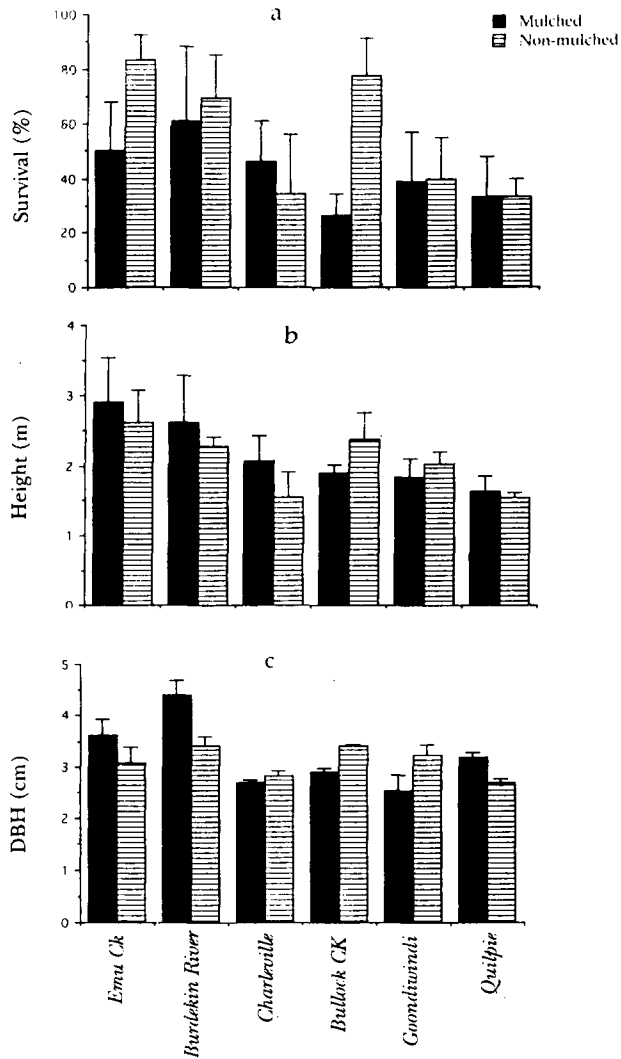 a
Mulched
Non-mulched
Survival (%)
100
80
60
40
20
0
b
Height (m)
4
3
2
1
0
c
DBH (cm)
5
4
3
2
1
0
Emu Ck
Burdekin River
Charleville
Bullock CK
Goondiwindi
Quilpie